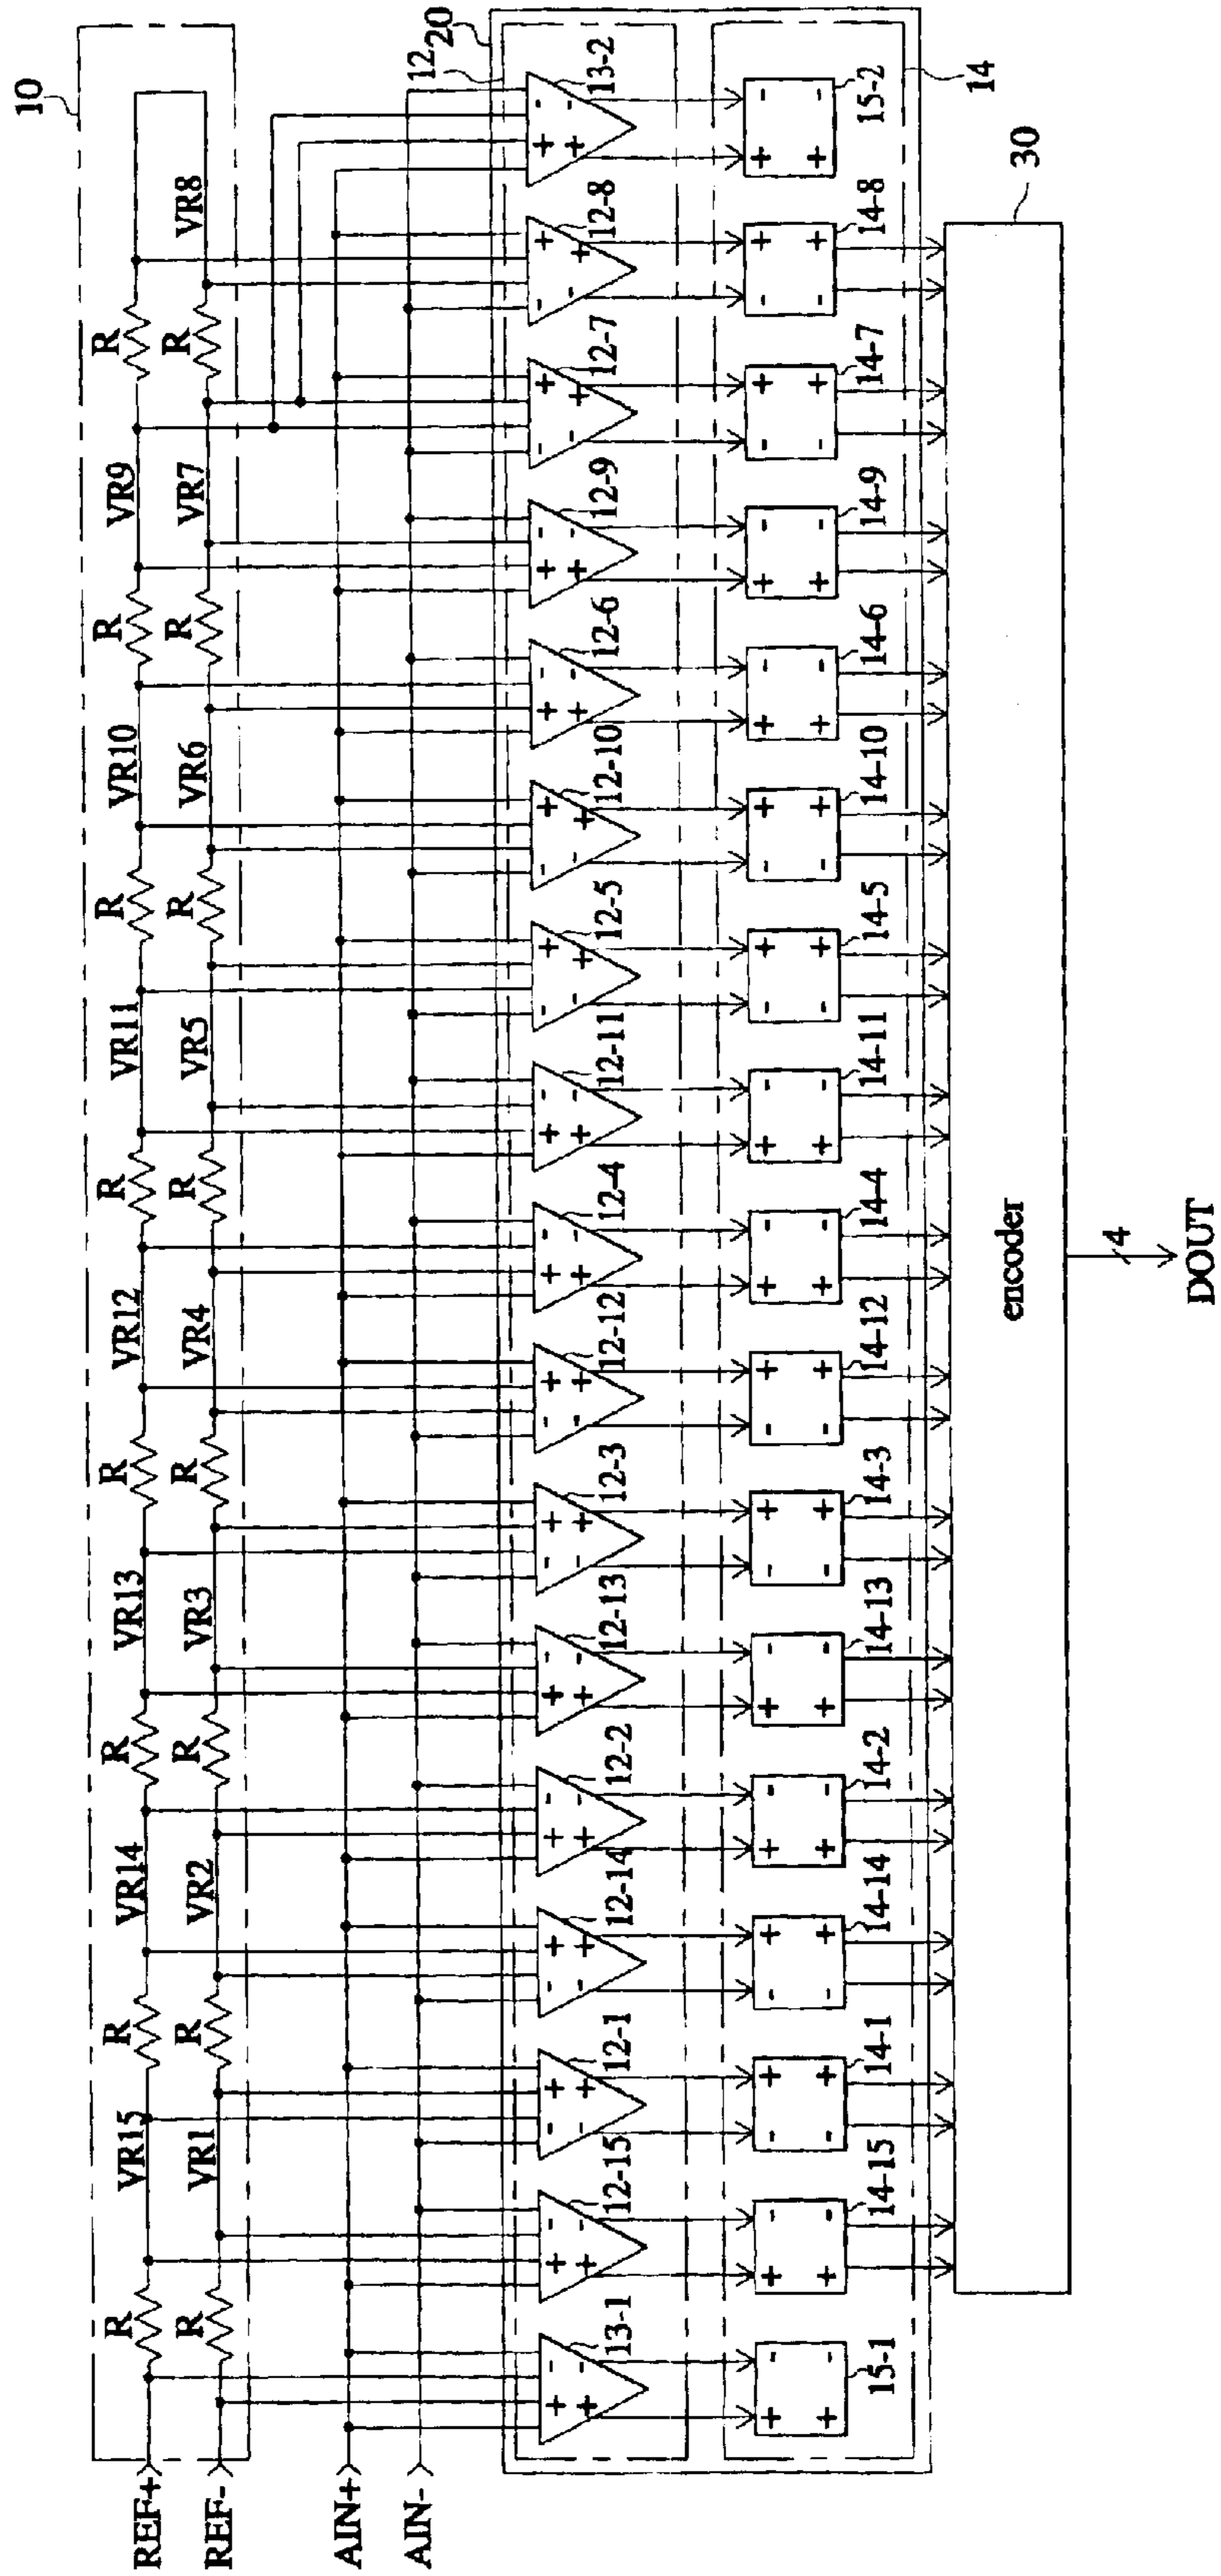 10
REF+ R VR15 R VR14 R VR13 R VR12 R VR11 R VR10 R VR9 R
REF- R VR1 R VR2 R VR3 R VR4 R VR5 R VR6 R VR7 R VR8
AIN+
AIN-
12 20
13-1 12-15 12-1 12-14 12-2 12-13 12-3 12-12 12-4 12-11 12-5 12-10 12-6 12-9 12-7 12-8 13-2
15-1 14-15 14-1 14-14 14-2 14-13 14-3 14-12 14-4 14-11 14-5 14-10 14-6 14-9 14-7 14-8 15-2
14
30
encoder
4
DOUT